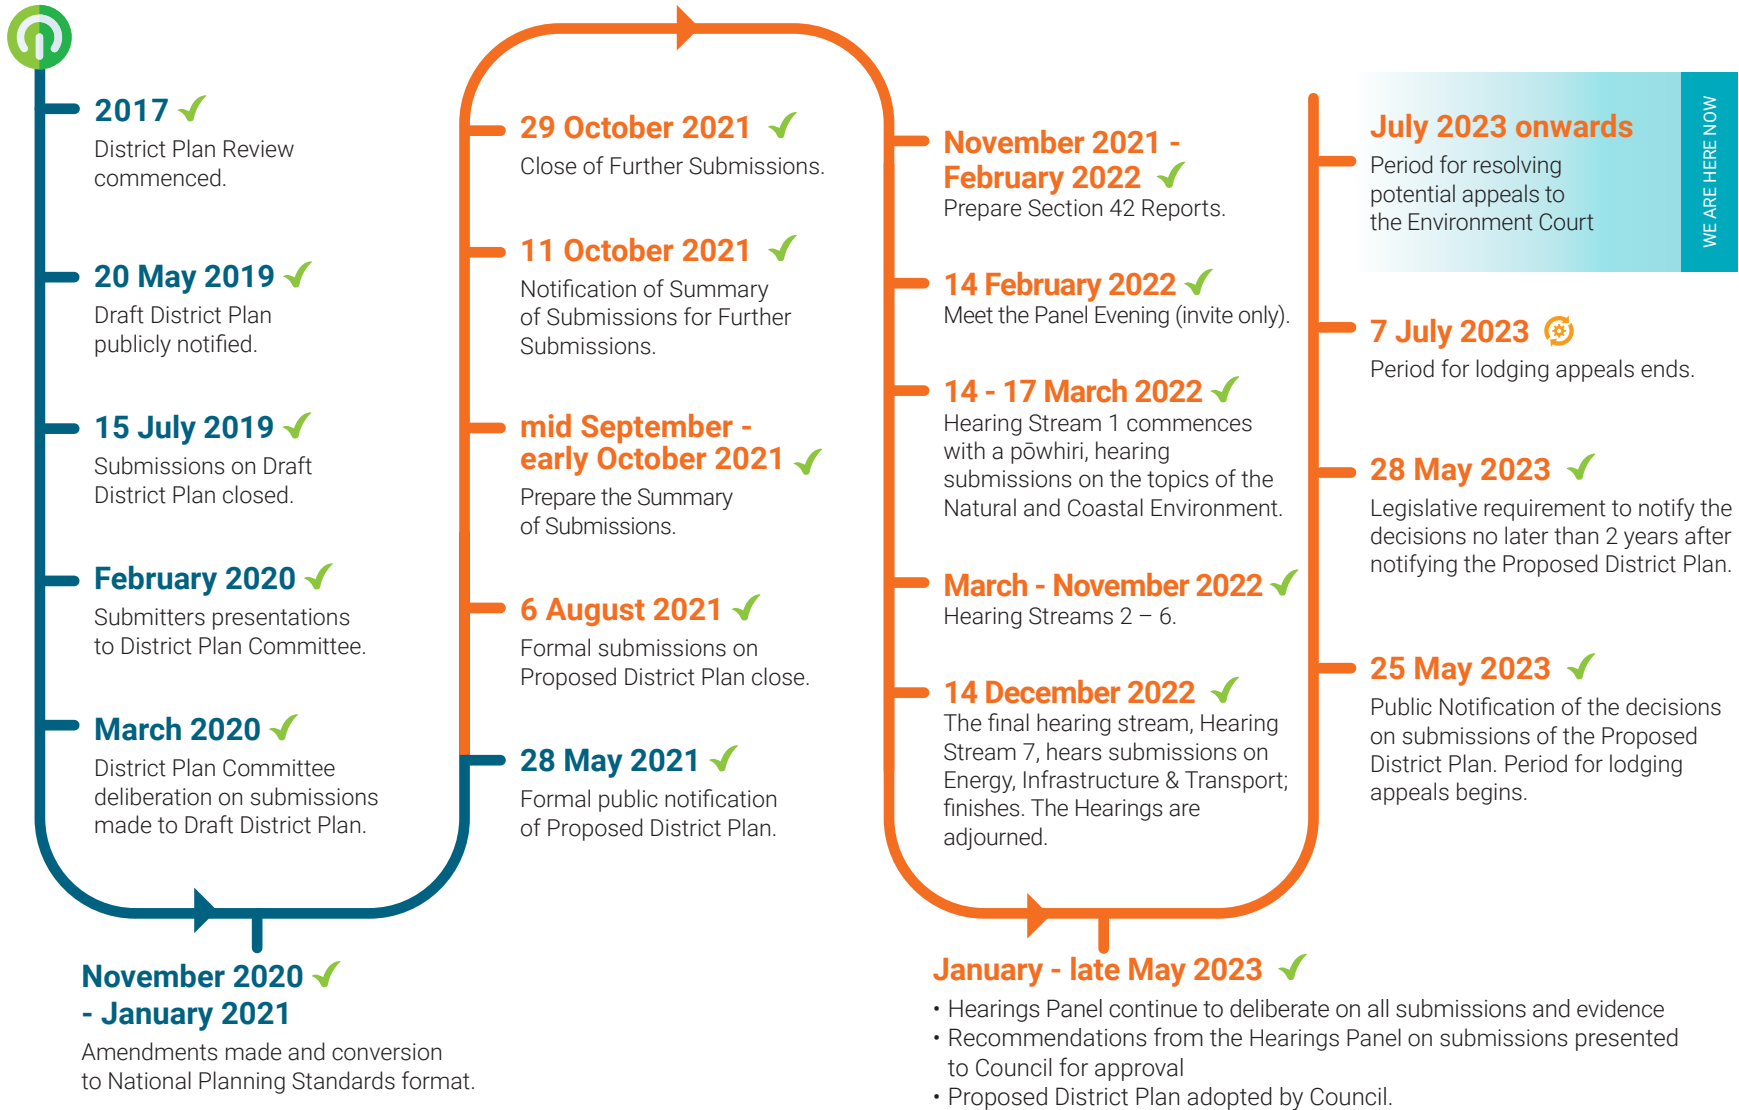 2017
District Plan Review
commenced.
20 May 2019
Draft District Plan
publicly notified.
15 July 2019
Submissions on Draft
District Plan closed.
February 2020
Submitters presentations
to District Plan Committee.
March 2020
District Plan Committee
deliberation on submissions
made to Draft District Plan.
November 2020
- January 2021
Amendments made and conversion
to National Planning Standards format.
29 October 2021
Close of Further Submissions.
11 October 2021
Notification of Summary
of Submissions for Further
Submissions.
mid September -
early October 2021
Prepare the Summary
of Submissions.
6 August 2021
Formal submissions on
Proposed District Plan close.
28 May 2021
Formal public notification
of Proposed District Plan.
November 2021 -
February 2022
Prepare Section 42 Reports.
14 February 2022
Meet the Panel Evening (invite only).
14 - 17 March 2022
Hearing Stream 1 commences
with a pōwhiri, hearing
submissions on the topics of the
Natural and Coastal Environment.
March - November 2022
Hearing Streams 2 – 6.
14 December 2022
The final hearing stream, Hearing
Stream 7, hears submissions on
Energy, Infrastructure & Transport;
finishes. The Hearings are
adjourned.
January - late May 2023
• Hearings Panel continue to deliberate on all submissions and evidence
• Recommendations from the Hearings Panel on submissions presented
to Council for approval
• Proposed District Plan adopted by Council.
July 2023 onwards
Period for resolving
potential appeals to
the Environment Court
WE ARE HERE NOW
7 July 2023
Period for lodging appeals ends.
28 May 2023
Legislative requirement to notify the
decisions no later than 2 years after
notifying the Proposed District Plan.
25 May 2023
Public Notification of the decisions
on submissions of the Proposed
District Plan. Period for lodging
appeals begins.